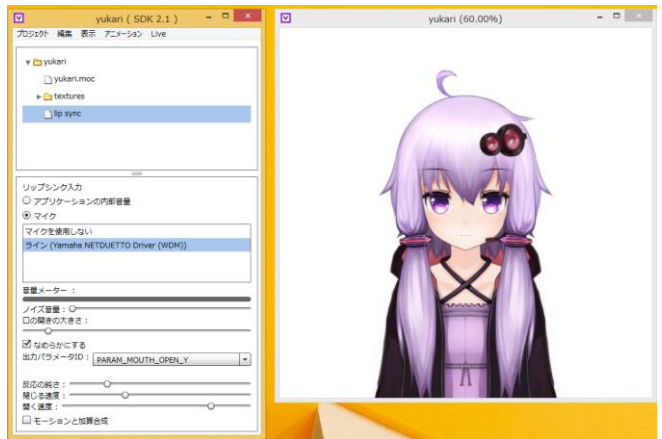 yukari ( SDK 2.1 )
プロジェクト 編集 表示 アニメーション Live
yukari
yukari.moc
textures
lip sync
リップシンク入力
アプリケーションの内部音量
マイク
マイクを使用しない
ライン (Yamaha NETDUETTO Driver (WDM))
音量メーター :
ノイズ音量 :
口の開きの大きさ :
なめらかにする
出力パラメータID : PARAM_MOUTH_OPEN_Y
反応の鈍さ :
閉じる速度 :
開く速度 :
モーションと加算合成
yukari (60.00%)